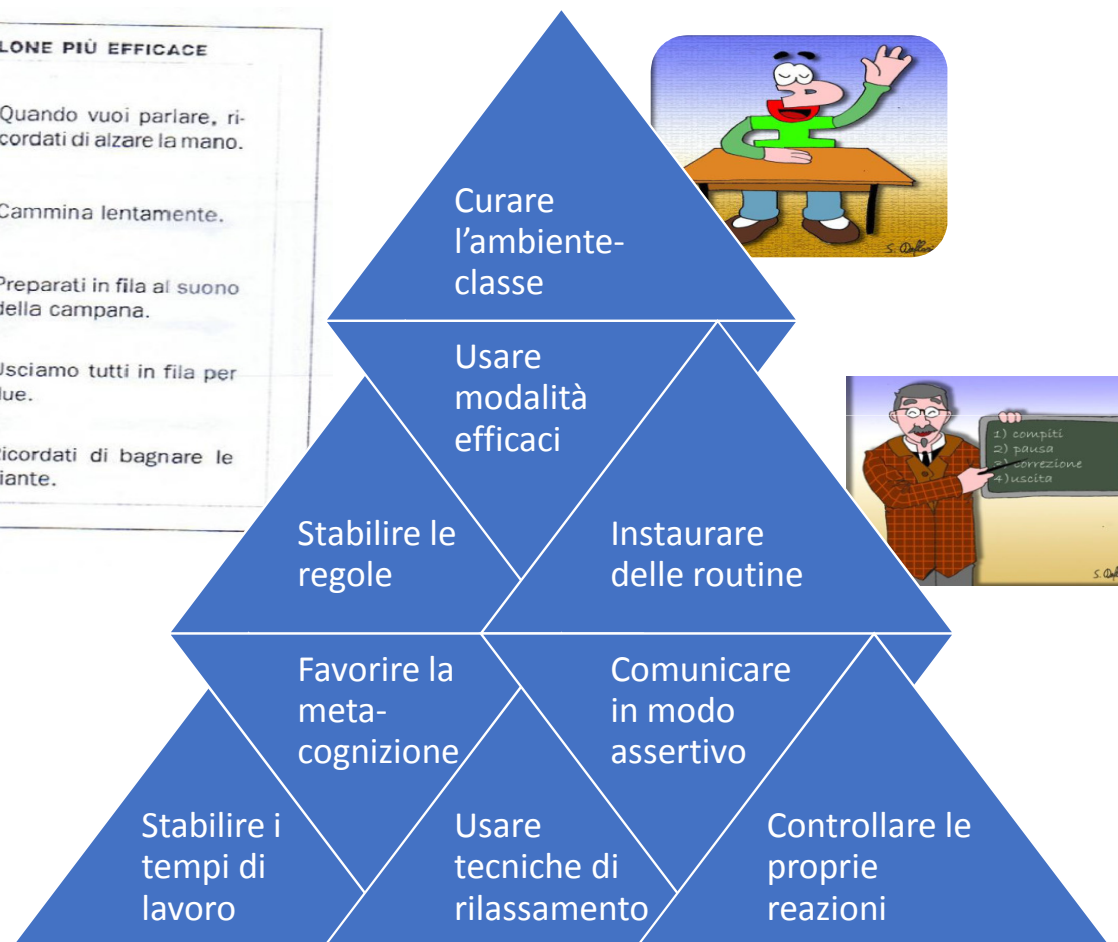 LONE PIÙ EFFICACE
Quando vuoi parlare, ri-
cordati di alzare la mano.
Cammina lentamente.
Preparati in fila al suono
della campana.
Usciamo tutti in fila per
due.
Ricordati di bagnare le
piante.
Curare
l'ambiente-
classe
Usare
modalità
efficaci
1) compiti
2) pausa
3) correzione
4) uscita
Stabilire le
regole
Instaurare
delle routine
Favorire la
meta-
cognizione
Comunicare
in modo
assertivo
Stabilire i
tempi di
lavoro
Usare
tecniche di
rilassamento
Controllare le
proprie
reazioni